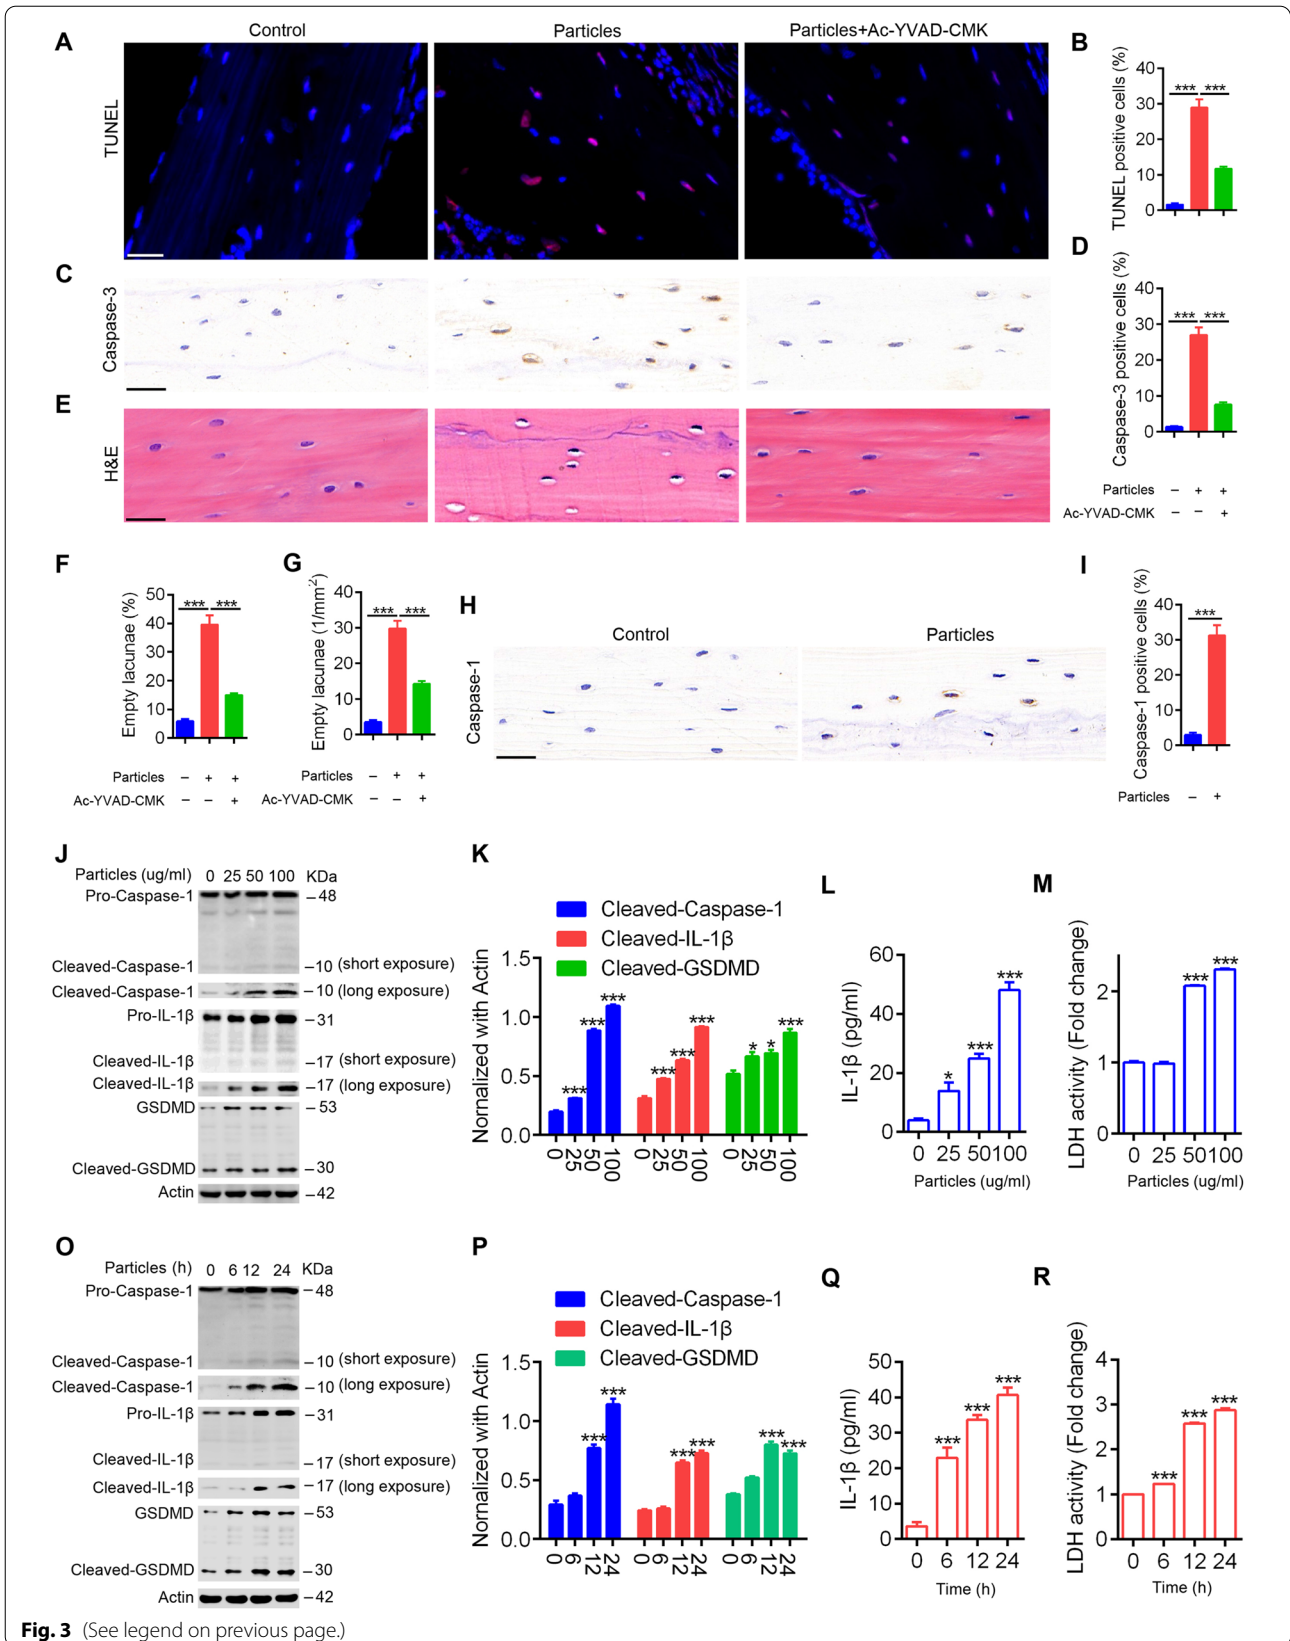 A
Control
Particles
Particles+Ac-YVAD-CMK
TUNEL
B
TUNEL positive cells (%)
40
30
20
10
0
*** ***
C
Caspase-3
D
Caspase-3 positive cells (%)
40
30
20
10
0
*** ***
Particles − + +
Ac-YVAD-CMK − − +
E
H&E
F
Empty lacunae (%)
50
40
30
20
10
0
*** ***
Particles − + +
Ac-YVAD-CMK − − +
G
Empty lacunae (1/mm²)
40
30
20
10
0
*** ***
Particles − + +
Ac-YVAD-CMK − − +
H
Control
Particles
Caspase-1
I
Caspase-1 positive cells (%)
40
30
20
10
0
***
Particles − +
J
Particles (ug/ml) 0 25 50 100 KDa
Pro-Caspase-1 –48
Cleaved-Caspase-1 –10 (short exposure)
Cleaved-Caspase-1 –10 (long exposure)
Pro-IL-1β –31
Cleaved-IL-1β –17 (short exposure)
Cleaved-IL-1β –17 (long exposure)
GSDMD –53
Cleaved-GSDMD –30
Actin –42
K
Cleaved-Caspase-1
Cleaved-IL-1β
Cleaved-GSDMD
Nornalized with Actin
1.5
1.0
0.5
0.0
*** *** ***
*** *** ***
* * ***
0 25 50 100 0 25 50 100 0 25 50 100
L
IL-1β (pg/ml)
60
40
20
0
* *** ***
0 25 50 100
Particles (ug/ml)
M
LDH activity (Fold change)
2
1
0
*** ***
0 25 50 100
Particles (ug/ml)
O
Particles (h) 0 6 12 24 KDa
Pro-Caspase-1 –48
Cleaved-Caspase-1 –10 (short exposure)
Cleaved-Caspase-1 –10 (long exposure)
Pro-IL-1β –31
Cleaved-IL-1β –17 (short exposure)
Cleaved-IL-1β –17 (long exposure)
GSDMD –53
Cleaved-GSDMD –30
Actin –42
P
Cleaved-Caspase-1
Cleaved-IL-1β
Cleaved-GSDMD
Nornalized with Actin
1.5
1.0
0.5
0.0
*** ***
*** ***
*** ***
0 6 12 24 0 6 12 24 0 6 12 24
Q
IL-1β (pg/ml)
50
40
30
20
10
0
*** *** ***
0 6 12 24
Time (h)
R
LDH activity (Fold change)
4
3
2
1
0
*** *** ***
0 6 12 24
Time (h)
Fig. 3 (See legend on previous page.)